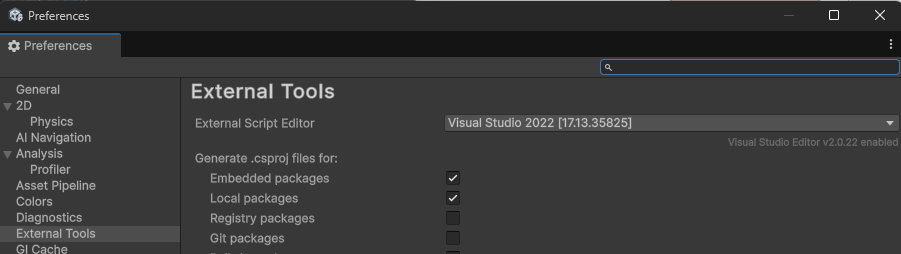 Preferences
Preferences
General
2D
Physics
AI Navigation
Analysis
Profiler
Asset Pipeline
Colors
Diagnostics
External Tools
GI Cache
External Tools
External Script Editor
Visual Studio 2022 [17.13.35825]
Visual Studio Editor v2.0.22 enabled
Generate .csproj files for:
Embedded packages
Local packages
Registry packages
Git packages